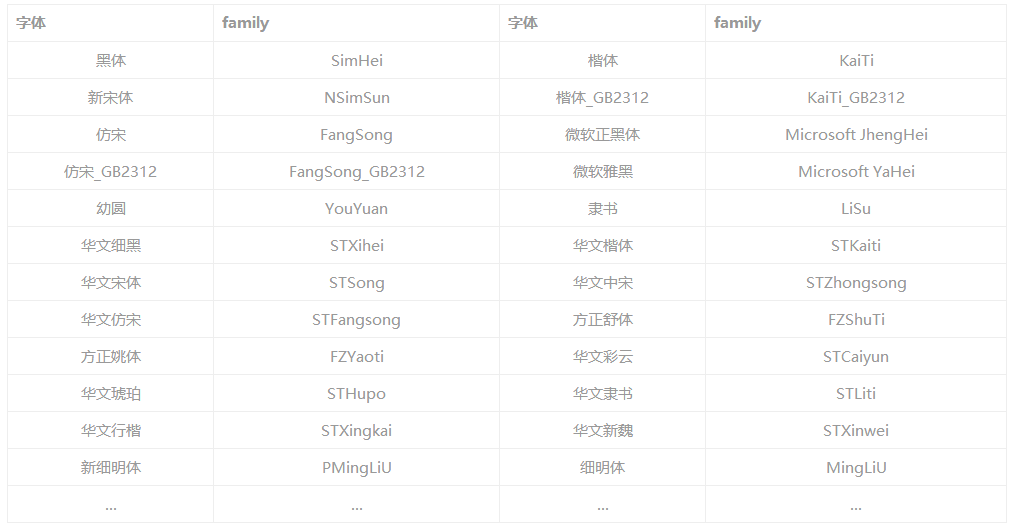 字体 family 字体 family
黑体 SimHei 楷体 KaiTi
新宋体 NSimSun 楷体_GB2312 KaiTi_GB2312
仿宋 FangSong 微软正黑体 Microsoft JhengHei
仿宋_GB2312 FangSong_GB2312 微软雅黑 Microsoft YaHei
幼圆 YouYuan 隶书 LiSu
华文细黑 STXihei 华文楷体 STKaiti
华文宋体 STSong 华文中宋 STZhongsong
华文仿宋 STFangsong 方正舒体 FZShuTi
方正姚体 FZYaoti 华文彩云 STCaiyun
华文琥珀 STHupo 华文隶书 STLiti
华文行楷 STXingkai 华文新魏 STXinwei
新细明体 PMingLiU 细明体 MingLiU
... ... ... ...